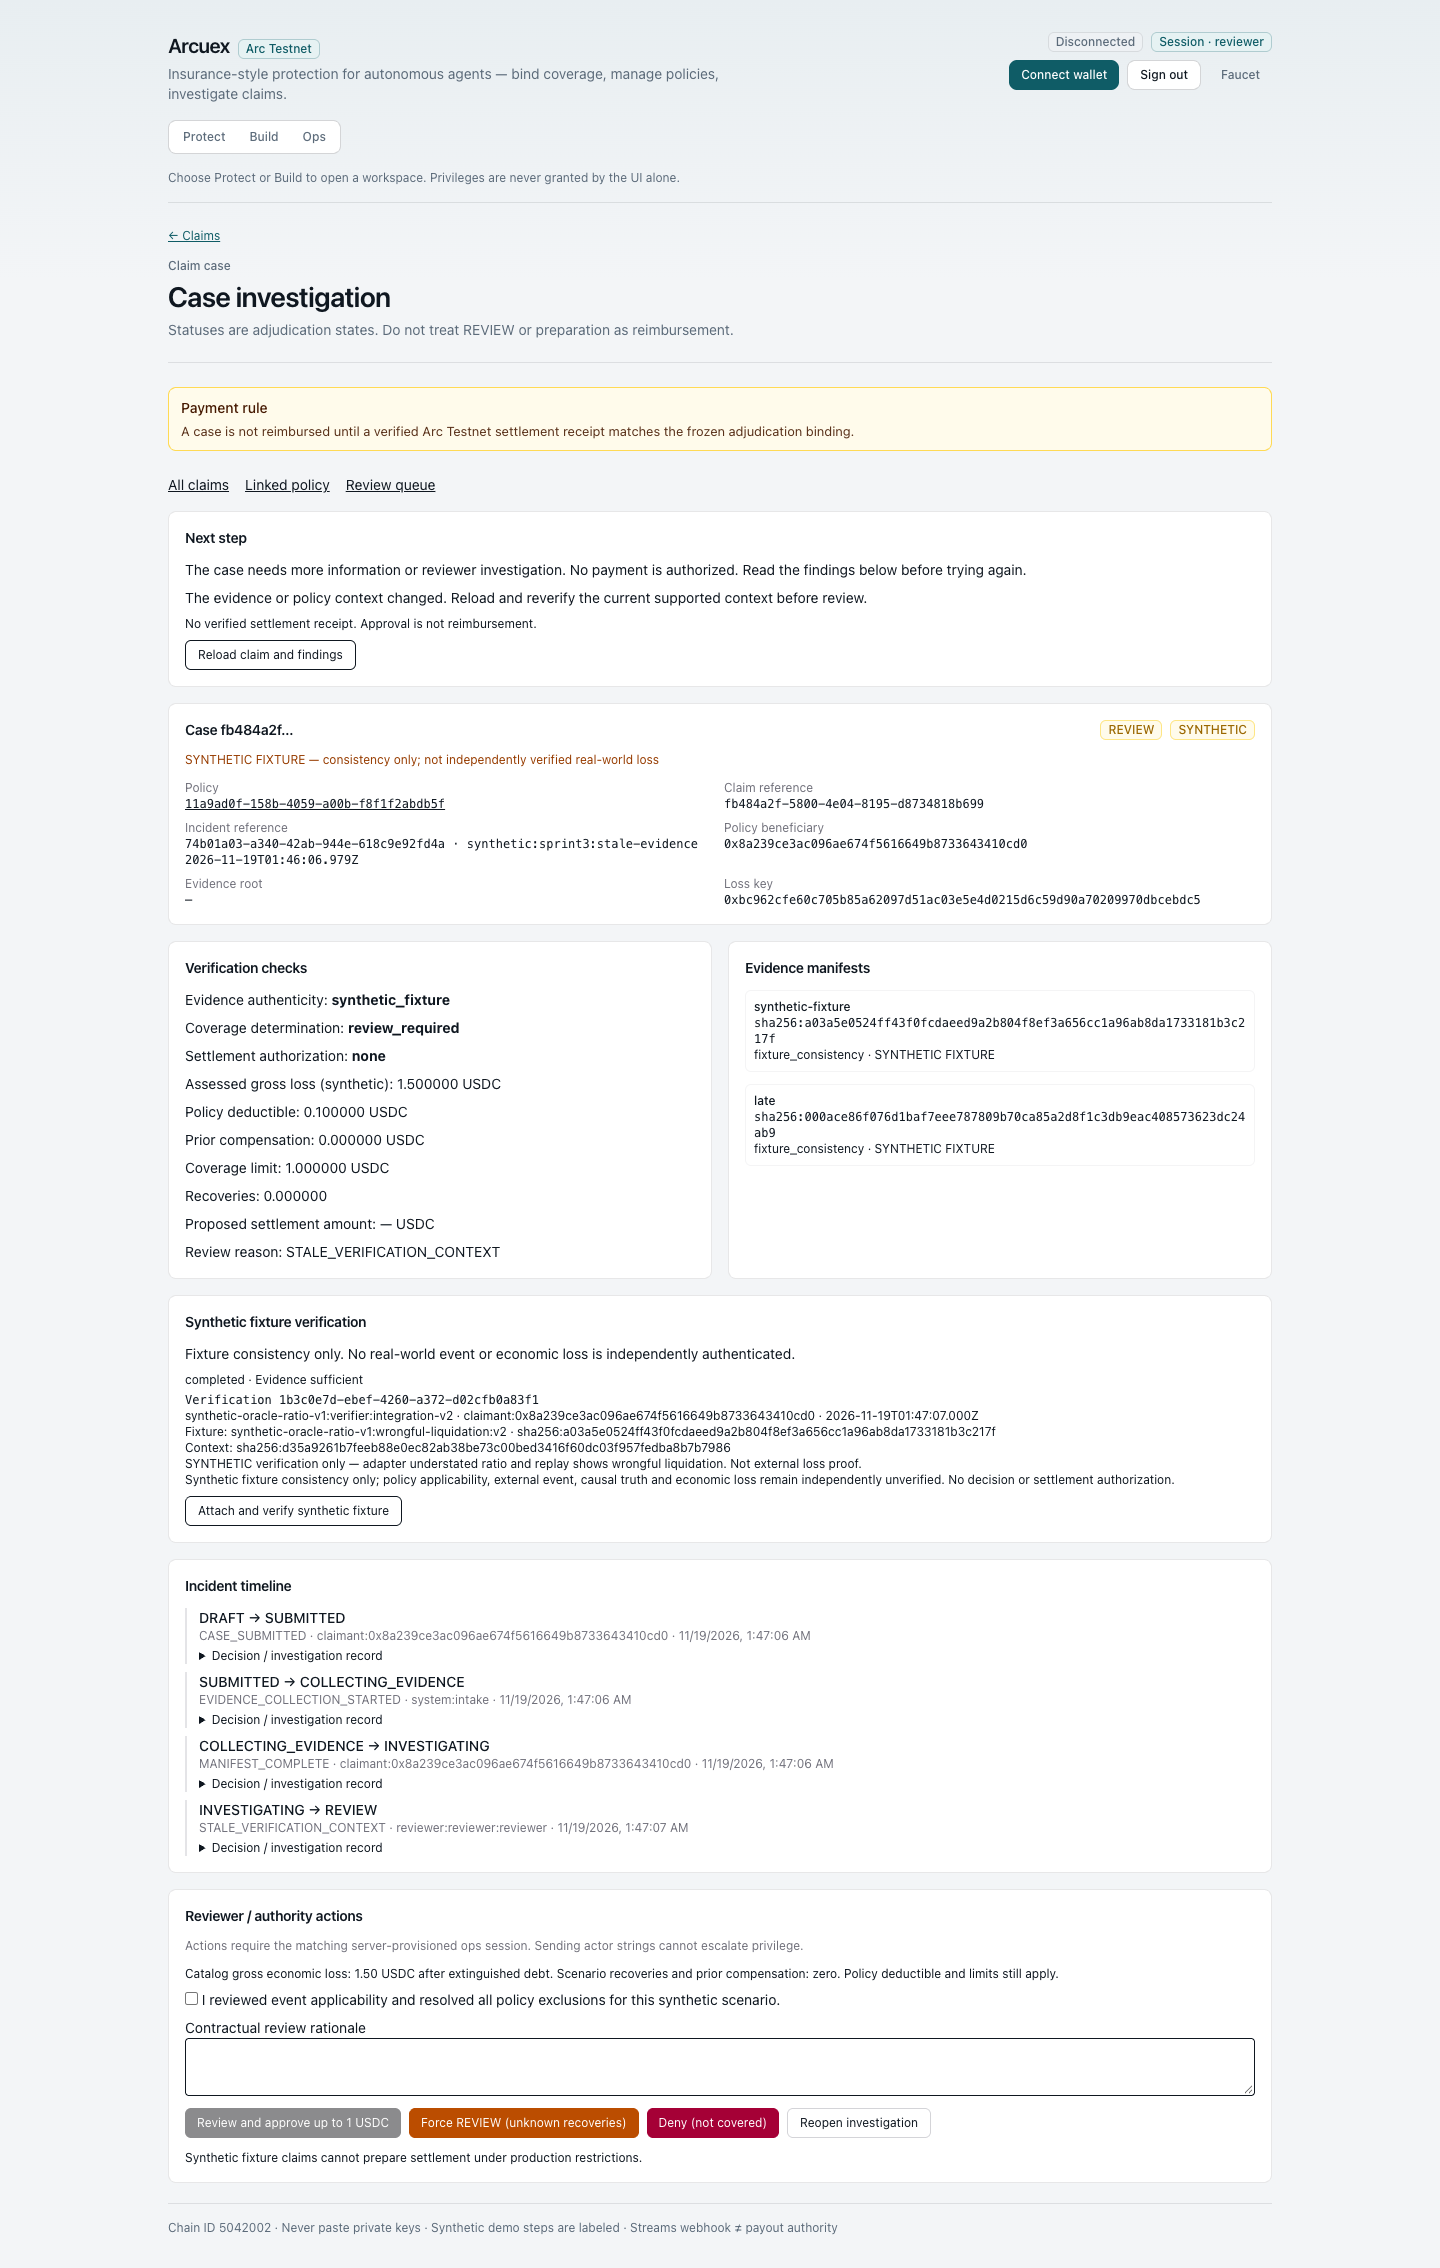 Arcuex Arc Testnet
Disconnected Session · reviewer
Insurance-style protection for autonomous agents — bind coverage, manage policies,
investigate claims.
Connect wallet Sign out Faucet
Protect Build Ops
Choose Protect or Build to open a workspace. Privileges are never granted by the UI alone.
← Claims
Claim case
Case investigation
Statuses are adjudication states. Do not treat REVIEW or preparation as reimbursement.
Payment rule
A case is not reimbursed until a verified Arc Testnet settlement receipt matches the frozen adjudication binding.
All claims Linked policy Review queue
Next step
The case needs more information or reviewer investigation. No payment is authorized. Read the findings below before trying again.
The evidence or policy context changed. Reload and reverify the current supported context before review.
No verified settlement receipt. Approval is not reimbursement.
Reload claim and findings
Case fb484a2f...
REVIEW SYNTHETIC
SYNTHETIC FIXTURE — consistency only; not independently verified real-world loss
Policy
11a9ad0f-158b-4059-a00b-f8f1f2abdb5f
Claim reference
fb484a2f-5800-4e04-8195-d8734818b699
Incident reference
74b01a03-a340-42ab-944e-618c9e92fd4a · synthetic:sprint3:stale-evidence
2026-11-19T01:46:06.979Z
Policy beneficiary
0x8a239ce3ac096ae674f5616649b8733643410cd0
Evidence root
—
Loss key
0xbc962cfe60c705b85a62097d51ac03e5e4d0215d6c59d90a70209970dbcebdc5
Verification checks
Evidence authenticity: synthetic_fixture
Coverage determination: review_required
Settlement authorization: none
Assessed gross loss (synthetic): 1.500000 USDC
Policy deductible: 0.100000 USDC
Prior compensation: 0.000000 USDC
Coverage limit: 1.000000 USDC
Recoveries: 0.000000
Proposed settlement amount: — USDC
Review reason: STALE_VERIFICATION_CONTEXT
Evidence manifests
synthetic-fixture
sha256:a03a5e0524ff43f0fcdaeed9a2b804f8ef3a656cc1a96ab8da1733181b3c2
17f
fixture_consistency · SYNTHETIC FIXTURE
late
sha256:000ace86f076d1baf7eee787809b70ca85a2d8f1c3db9eac408573623dc24
ab9
fixture_consistency · SYNTHETIC FIXTURE
Synthetic fixture verification
Fixture consistency only. No real-world event or economic loss is independently authenticated.
completed · Evidence sufficient
Verification 1b3c0e7d-ebef-4260-a372-d02cfb0a83f1
synthetic-oracle-ratio-v1:verifier:integration-v2 · claimant:0x8a239ce3ac096ae674f5616649b8733643410cd0 · 2026-11-19T01:47:07.000Z
Fixture: synthetic-oracle-ratio-v1:wrongful-liquidation:v2 · sha256:a03a5e0524ff43f0fcdaeed9a2b804f8ef3a656cc1a96ab8da1733181b3c217f
Context: sha256:d35a9261b7feeb88e0ec82ab38be73c00bed3416f60dc03f957fedba8b7b7986
SYNTHETIC verification only — adapter understated ratio and replay shows wrongful liquidation. Not external loss proof.
Synthetic fixture consistency only; policy applicability, external event, causal truth and economic loss remain independently unverified. No decision or settlement authorization.
Attach and verify synthetic fixture
Incident timeline
DRAFT → SUBMITTED
CASE_SUBMITTED · claimant:0x8a239ce3ac096ae674f5616649b8733643410cd0 · 11/19/2026, 1:47:06 AM
▶ Decision / investigation record
SUBMITTED → COLLECTING_EVIDENCE
EVIDENCE_COLLECTION_STARTED · system:intake · 11/19/2026, 1:47:06 AM
▶ Decision / investigation record
COLLECTING_EVIDENCE → INVESTIGATING
MANIFEST_COMPLETE · claimant:0x8a239ce3ac096ae674f5616649b8733643410cd0 · 11/19/2026, 1:47:06 AM
▶ Decision / investigation record
INVESTIGATING → REVIEW
STALE_VERIFICATION_CONTEXT · reviewer:reviewer:reviewer · 11/19/2026, 1:47:07 AM
▶ Decision / investigation record
Reviewer / authority actions
Actions require the matching server-provisioned ops session. Sending actor strings cannot escalate privilege.
Catalog gross economic loss: 1.50 USDC after extinguished debt. Scenario recoveries and prior compensation: zero. Policy deductible and limits still apply.
I reviewed event applicability and resolved all policy exclusions for this synthetic scenario.
Contractual review rationale
Review and approve up to 1 USDC Force REVIEW (unknown recoveries) Deny (not covered) Reopen investigation
Synthetic fixture claims cannot prepare settlement under production restrictions.
Chain ID 5042002 · Never paste private keys · Synthetic demo steps are labeled · Streams webhook ≠ payout authority